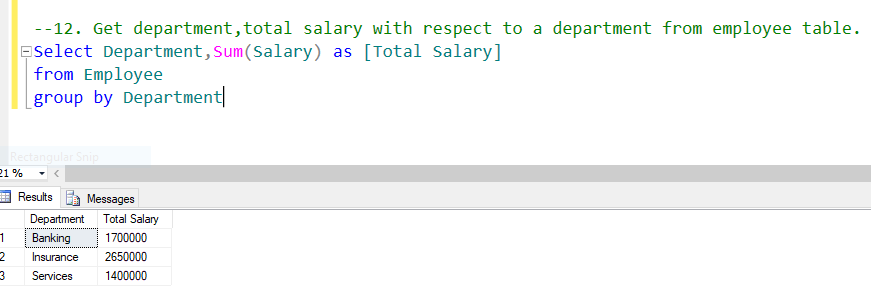 --12. Get department,total salary with respect to a department from employee table.
Select Department,Sum(Salary) as [Total Salary]
from Employee
group by Department
Rectangular Snip
21 %
Results Messages
Department Total Salary
1 Banking 1700000
2 Insurance 2650000
3 Services 1400000